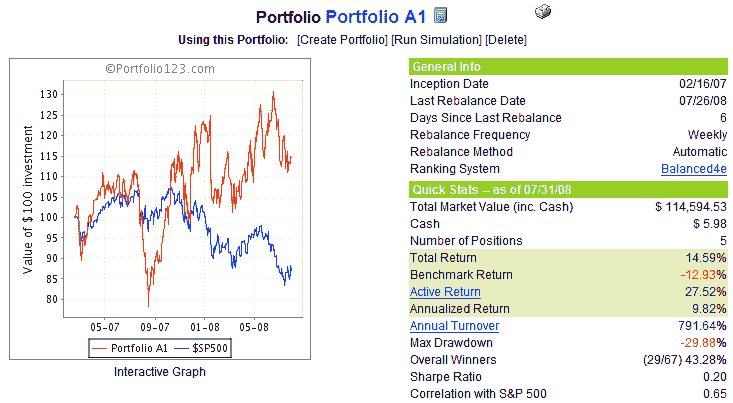 Portfolio Portfolio A1
Using this Portfolio: [Create Portfolio] [Run Simulation] [Delete]
©Portfolio123.com
Value of $100 investment
130
125
120
115
110
105
100
95
90
85
80
05-07 09-07 01-08 05-08
Portfolio A1 $SP500
Interactive Graph
General Info
Inception Date 02/16/07
Last Rebalance Date 07/26/08
Days Since Last Rebalance 6
Rebalance Frequency Weekly
Rebalance Method Automatic
Ranking System Balanced4e
Quick Stats -- as of 07/31/08
Total Market Value (inc. Cash) $ 114,594.53
Cash $ 5.98
Number of Positions 5
Total Return 14.59%
Benchmark Return -12.93%
Active Return 27.52%
Annualized Return 9.82%
Annual Turnover 791.64%
Max Drawdown -29.88%
Overall Winners (29/67) 43.28%
Sharpe Ratio 0.20
Correlation with S&P 500 0.65